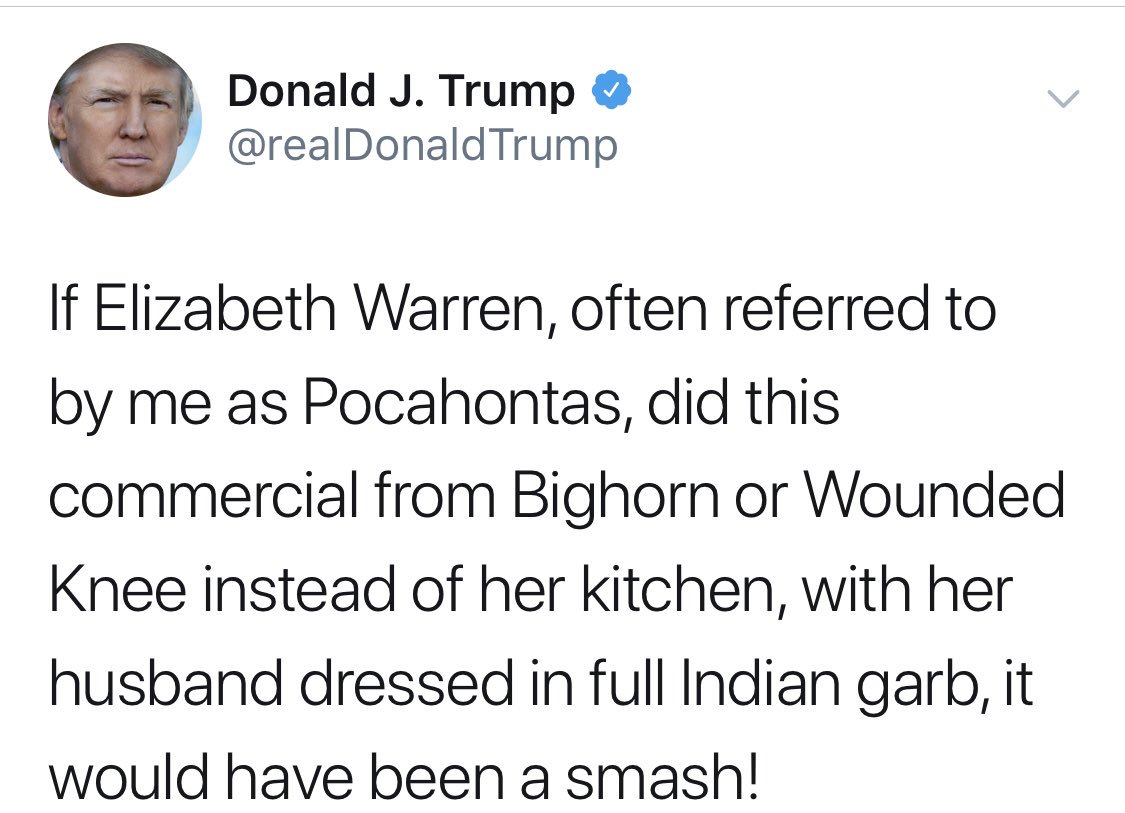 Donald J. Trump
@realDonaldTrump
If Elizabeth Warren, often referred to
by me as Pocahontas, did this
commercial from Bighorn or Wounded
Knee instead of her kitchen, with her
husband dressed in full Indian garb, it
would have been a smash!